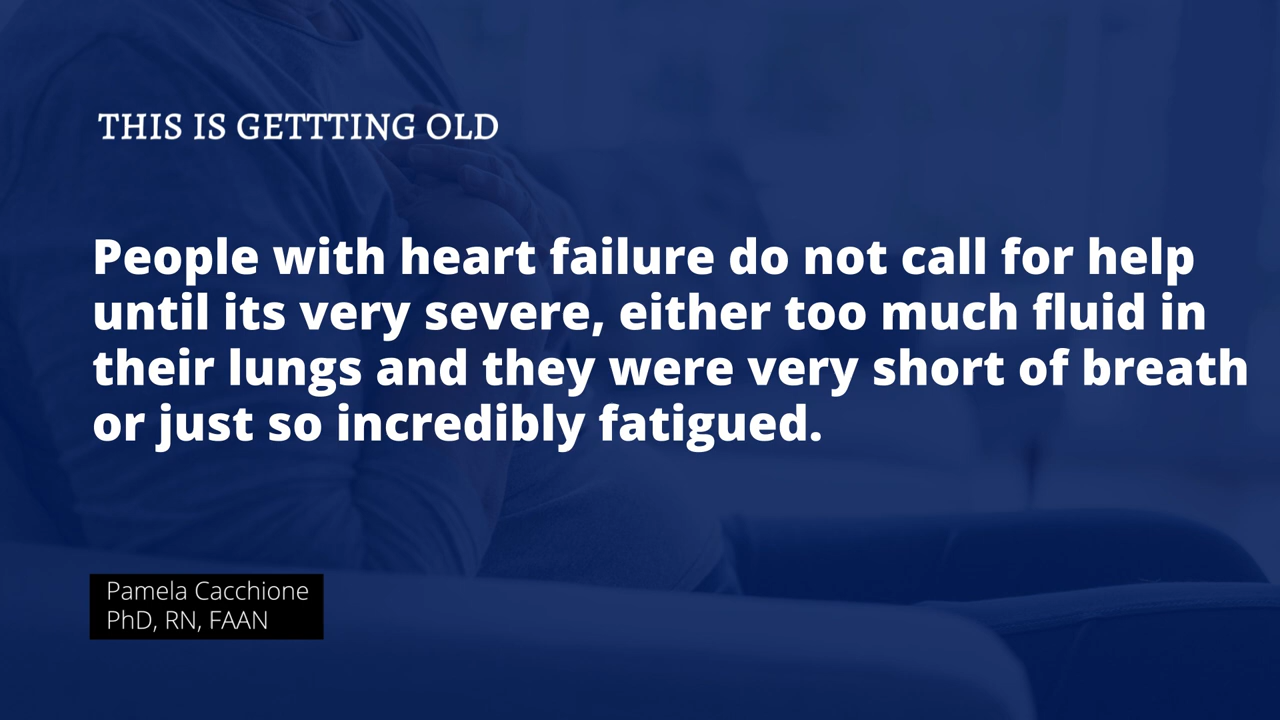 THIS IS GETTTING OLD
People with heart failure do not call for help
until its very severe, either too much fluid in
their lungs and they were very short of breath
or just so incredibly fatigued.
Pamela Cacchione
PhD, RN, FAAN